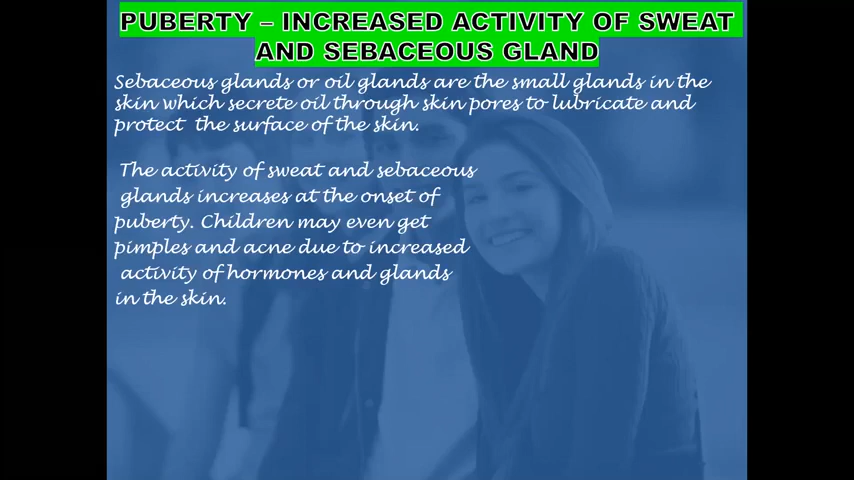 PUBERTY – INCREASED ACTIVITY OF SWEAT
AND SEBACEOUS GLAND
Sebaceous glands or oil glands are the small glands in the
skin which secrete oil through skin pores to lubricate and
protect the surface of the skin.
The activity of sweat and sebaceous
glands increases at the onset of
puberty. Children may even get
pimples and acne due to increased
activity of hormones and glands
in the skin.